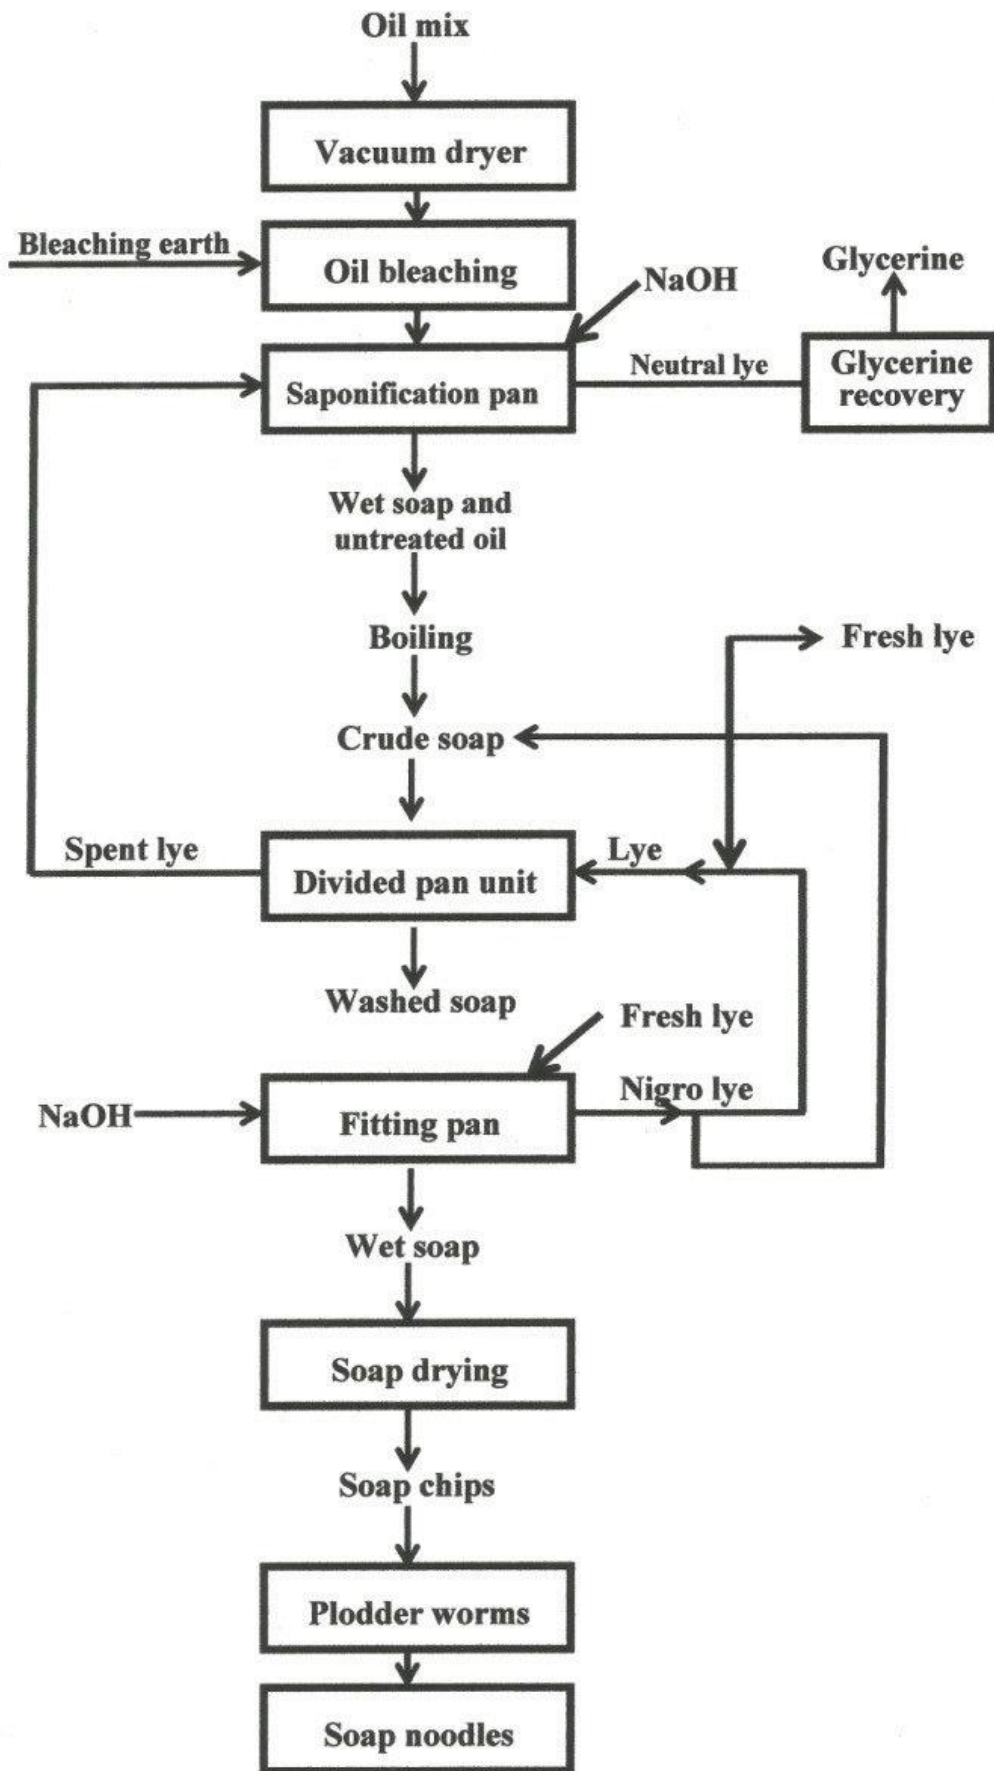 Oil mix
Vacuum dryer
Bleaching earth
Oil bleaching
NaOH
Glycerine
Saponification pan
Neutral lye
Glycerine
recovery
Wet soap and
untreated oil
Boiling
Fresh lye
Crude soap
Spent lye
Divided pan unit
Lye
Washed soap
Fresh lye
NaOH
Fitting pan
Nigro lye
Wet soap
Soap drying
Soap chips
Plodder worms
Soap noodles